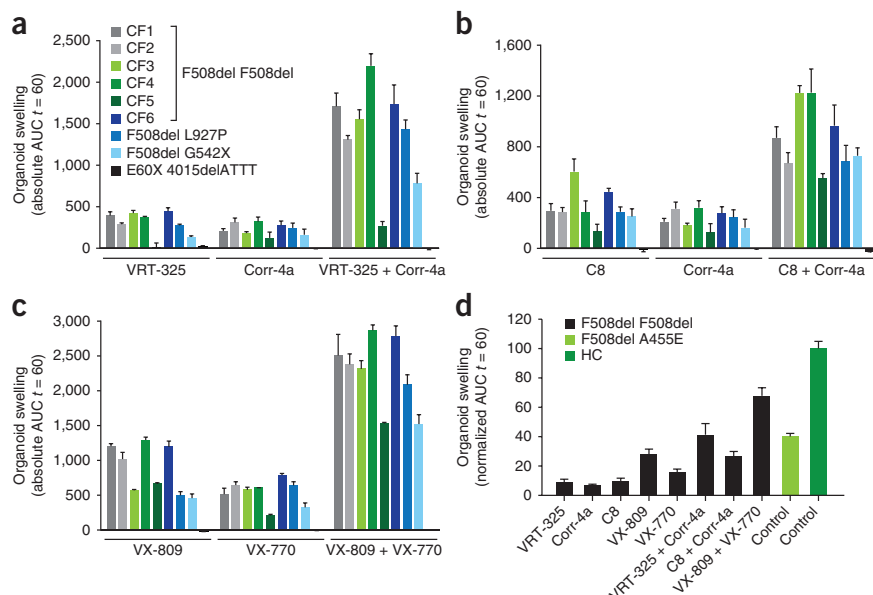 a
Organoid swelling
(absolute AUC t = 60)
2,500
2,000
1,500
1,000
500
0
CF1
CF2
CF3
CF4
CF5
CF6
F508del F508del
F508del L927P
F508del G542X
E60X 4015delATTT
VRT-325
Corr-4a
VRT-325 + Corr-4a
b
Organoid swelling
(absolute AUC t = 60)
1,600
1,200
800
400
0
C8
Corr-4a
C8 + Corr-4a
c
Organoid swelling
(absolute AUC t = 60)
3,000
2,500
2,000
1,500
1,000
500
0
VX-809
VX-770
VX-809 + VX-770
d
Organoid swelling
(normalized AUC t = 60)
120
100
80
60
40
20
0
F508del F508del
F508del A455E
HC
VRT-325
Corr-4a
C8
VX-809
VX-770
VRT-325 + Corr-4a
C8 + Corr-4a
VX-809 + VX-770
Control
Control